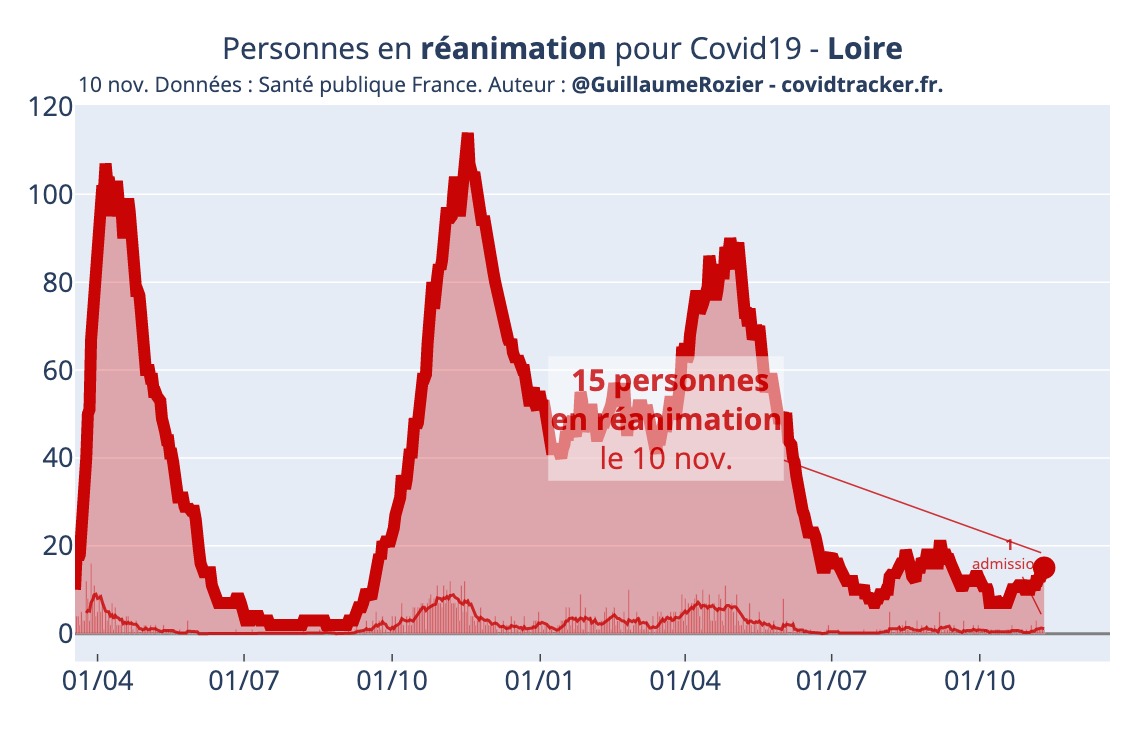 Personnes en réanimation pour Covid19 - Loire
10 nov. Données : Santé publique France. Auteur : @GuillaumeRozier - covidtracker.fr.
120
100
80
60
40
20
0
15 personnes
en réanimation
le 10 nov.
1
admissio
01/04
01/07
01/10
01/01
01/04
01/07
01/10